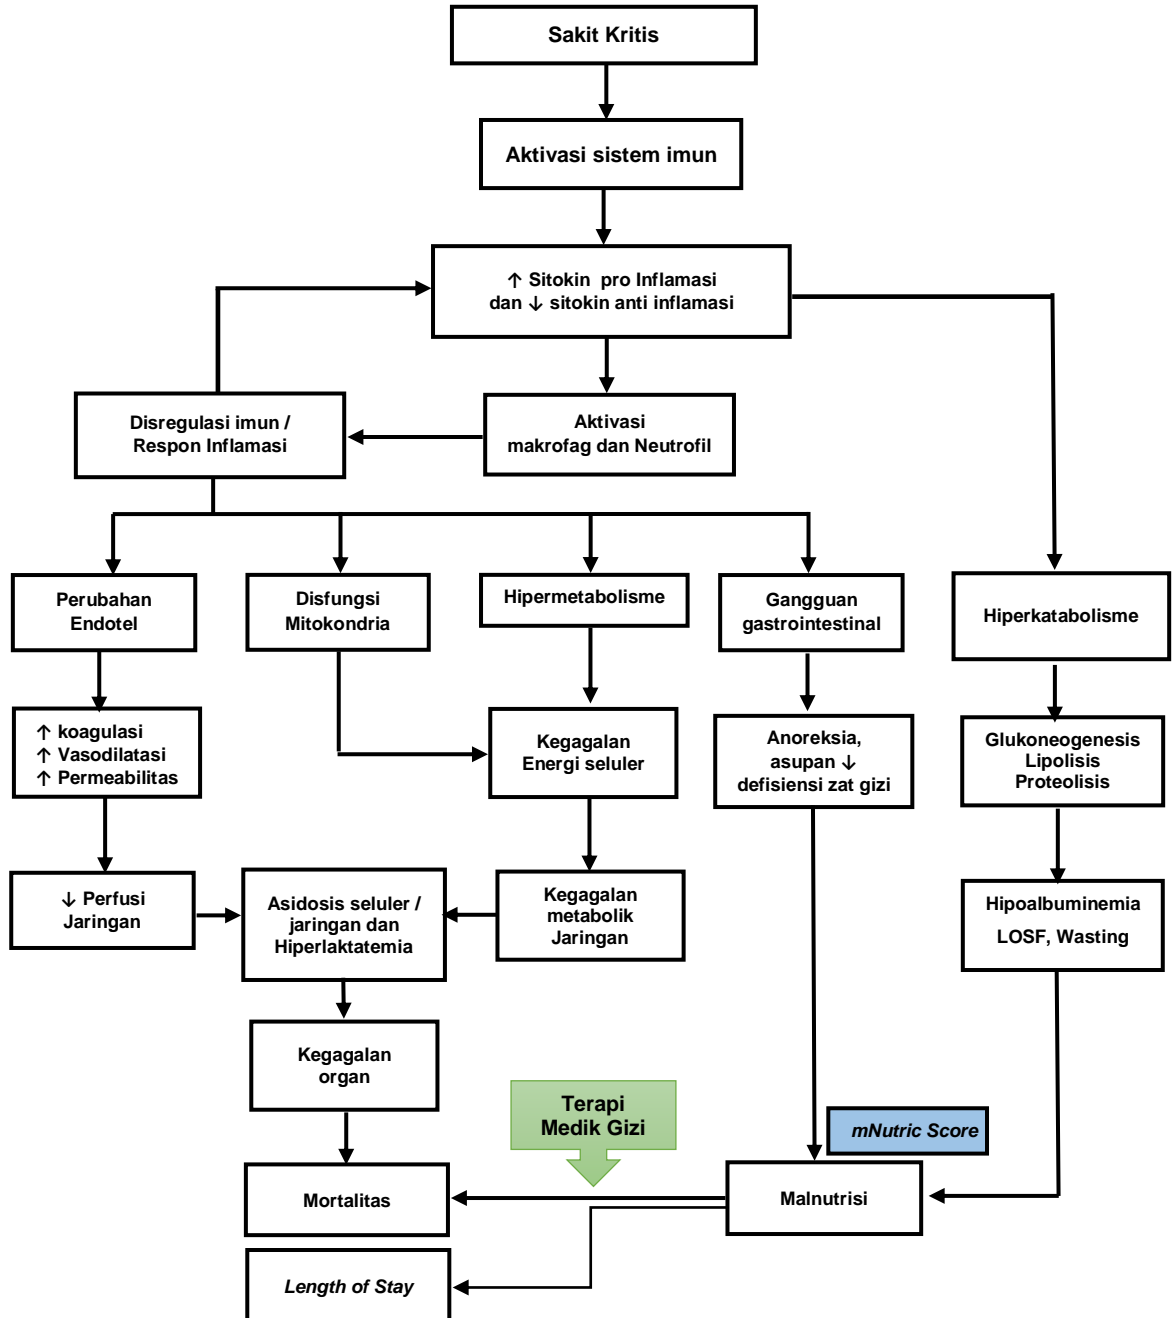 Sakit Kritis
Aktivasi sistem imun
↑ Sitokin pro Inflamasi
dan ↓ sitokin anti inflamasi
Disregulasi imun /
Respon Inflamasi
Aktivasi
makrofag dan Neutrofil
Perubahan
Endotel
Disfungsi
Mitokondria
Hipermetabolisme
Gangguan
gastrointestinal
Hiperkatabolisme
↑ koagulasi
↑ Vasodilatasi
↑ Permeabilitas
Kegagalan
Energi seluler
Anoreksia,
asupan ↓
defisiensi zat gizi
Glukoneogenesis
Lipolisis
Proteolisis
↓ Perfusi
Jaringan
Asidosis seluler /
jaringan dan
Hiperlaktatemia
Kegagalan
metabolik
Jaringan
Hipoalbuminemia
LOSF, Wasting
Kegagalan
organ
Terapi
Medik Gizi
mNutric Score
Mortalitas
Malnutrisi
Length of Stay